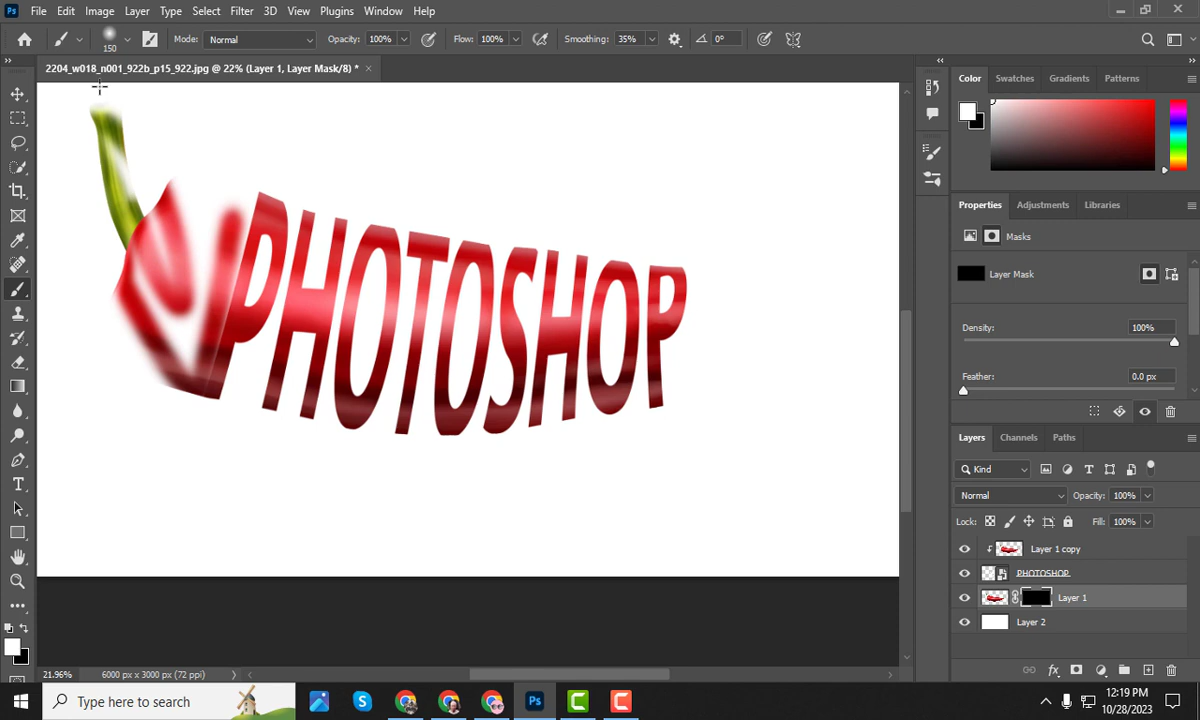 Ps File Edit Image Layer Type Select Filter 3D View Plugins Window Help
150 Mode: Normal Opacity: 100% Flow: 100% Smoothing: 35% 0°
2204_w018_n001_922b_p15_922.jpg @ 22% (Layer 1, Layer Mask/8) * ×
Color Swatches Gradients Patterns
PHOTOSHOP
Properties Adjustments Libraries
Masks
Layer Mask
Density: 100%
Feather: 0.0 px
Layers Channels Paths
Kind
Normal Opacity: 100%
Lock: Fill: 100%
Layer 1 copy
PHOTOSHOP
Layer 1
Layer 2
21.96% 6000 px x 3000 px (72 ppi)
Type here to search
Ps
12:19 PM
10/28/2023